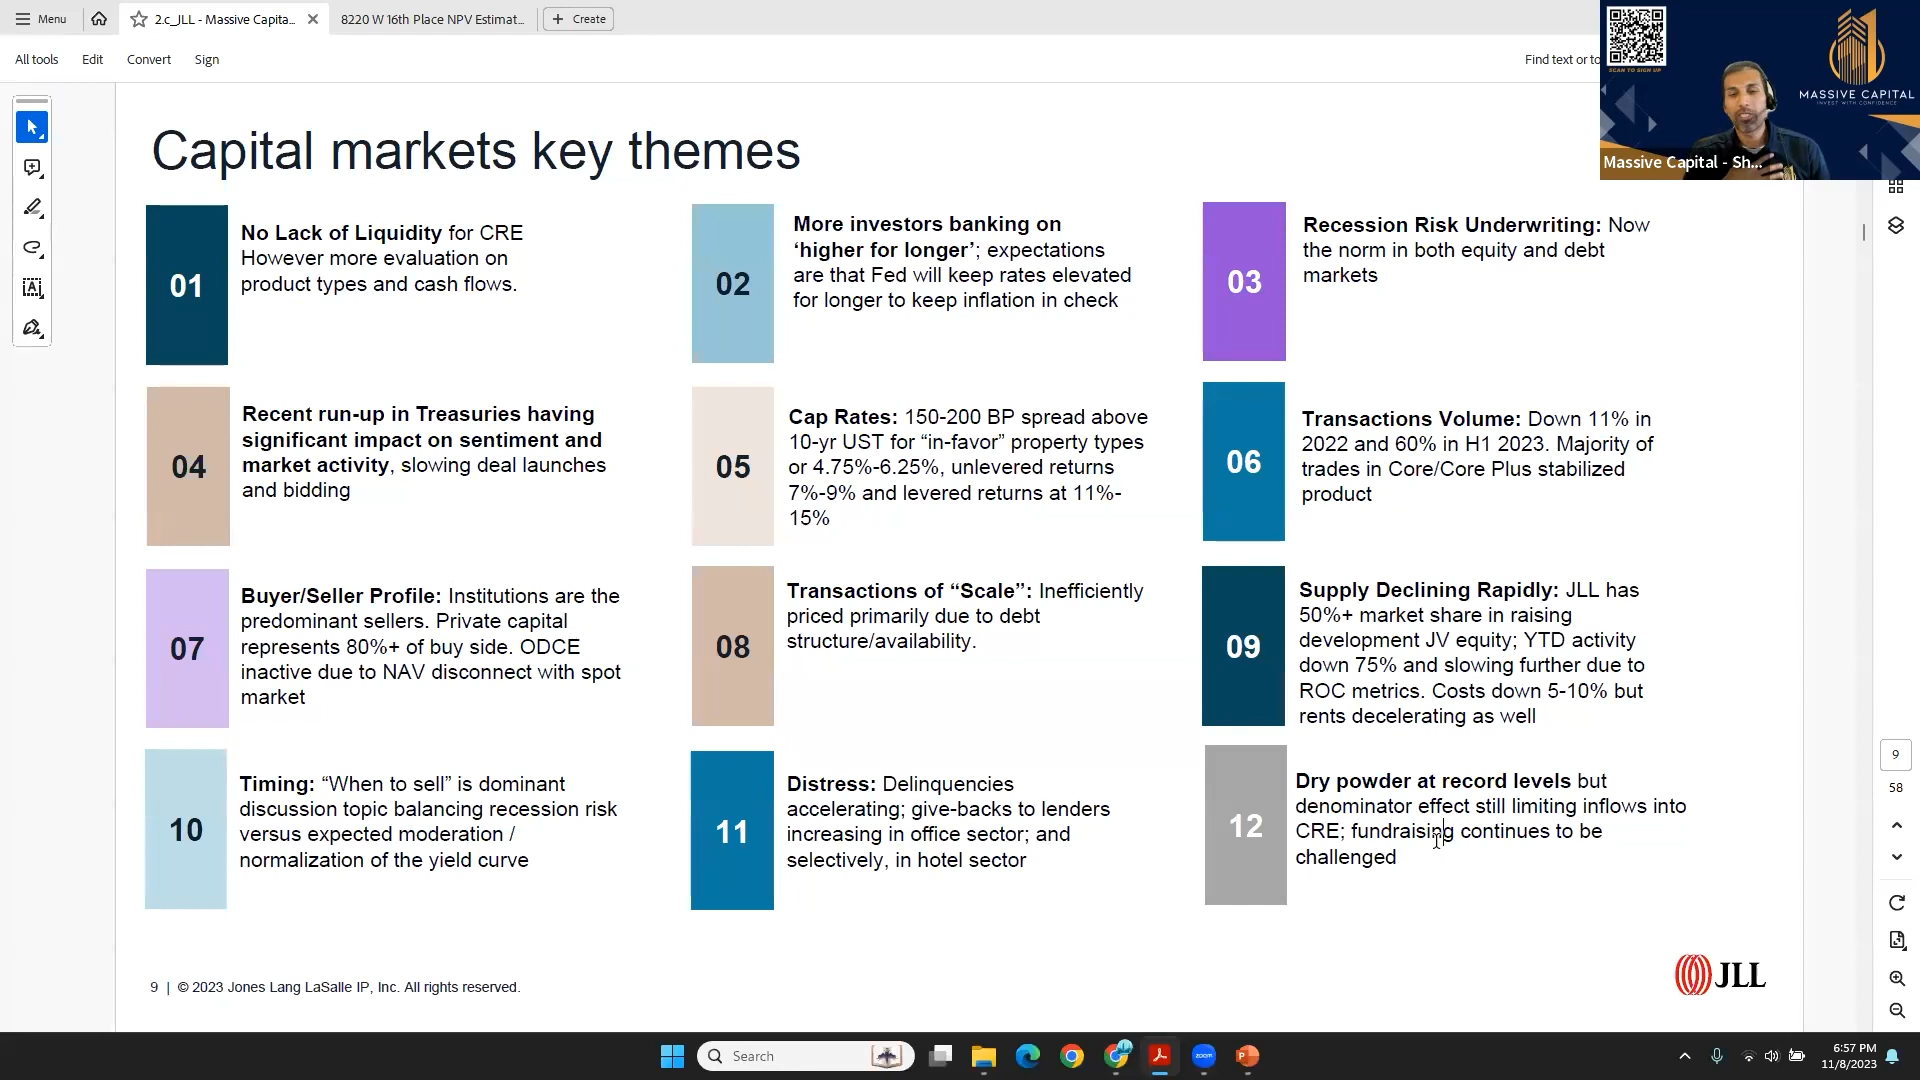 Menu
2.c_JLL - Massive Capita...
8220 W 16th Place NPV Estimat...
+ Create
All tools
Edit
Convert
Sign
Find text or to
SCAN TO SIGN UP
MASSIVE CAPITAL
INVEST WITH CONFIDENCE
Massive Capital - Sh...
Capital markets key themes
01
No Lack of Liquidity for CRE
However more evaluation on
product types and cash flows.
02
More investors banking on
‘higher for longer’; expectations
are that Fed will keep rates elevated
for longer to keep inflation in check
03
Recession Risk Underwriting: Now
the norm in both equity and debt
markets
04
Recent run-up in Treasuries having
significant impact on sentiment and
market activity, slowing deal launches
and bidding
05
Cap Rates: 150-200 BP spread above
10-yr UST for “in-favor” property types
or 4.75%-6.25%, unlevered returns
7%-9% and levered returns at 11%-
15%
06
Transactions Volume: Down 11% in
2022 and 60% in H1 2023. Majority of
trades in Core/Core Plus stabilized
product
07
Buyer/Seller Profile: Institutions are the
predominant sellers. Private capital
represents 80%+ of buy side. ODCE
inactive due to NAV disconnect with spot
market
08
Transactions of “Scale”: Inefficiently
priced primarily due to debt
structure/availability.
09
Supply Declining Rapidly: JLL has
50%+ market share in raising
development JV equity; YTD activity
down 75% and slowing further due to
ROC metrics. Costs down 5-10% but
rents decelerating as well
10
Timing: “When to sell” is dominant
discussion topic balancing recession risk
versus expected moderation /
normalization of the yield curve
11
Distress: Delinquencies
accelerating; give-backs to lenders
increasing in office sector; and
selectively, in hotel sector
12
Dry powder at record levels but
denominator effect still limiting inflows into
CRE; fundraising continues to be
challenged
9
58
9 | © 2023 Jones Lang LaSalle IP, Inc. All rights reserved.
JLL
Search
zoom
6:57 PM
11/8/2023